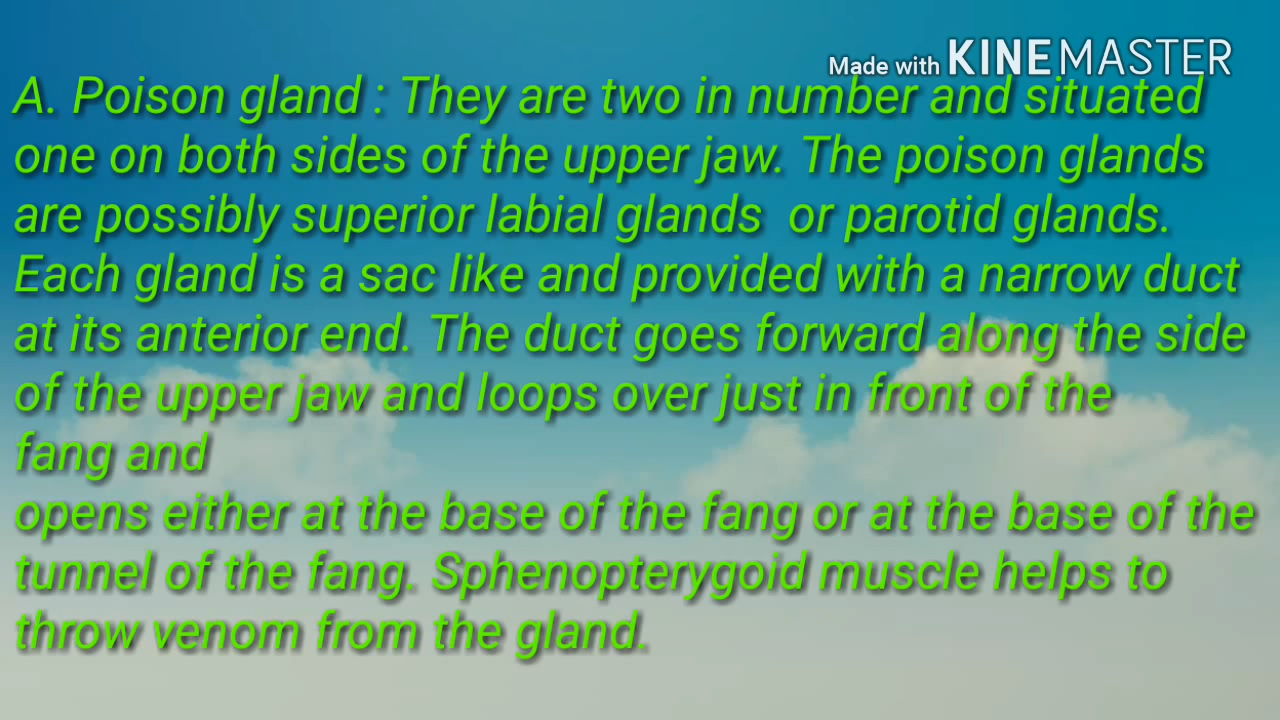 Made with KINEMASTER
A. Poison gland : They are two in number and situated
one on both sides of the upper jaw. The poison glands
are possibly superior labial glands  or parotid glands.
Each gland is a sac like and provided with a narrow duct
at its anterior end. The duct goes forward along the side
of the upper jaw and loops over just in front of the
fang and
opens either at the base of the fang or at the base of the
tunnel of the fang. Sphenopterygoid muscle helps to
throw venom from the gland.